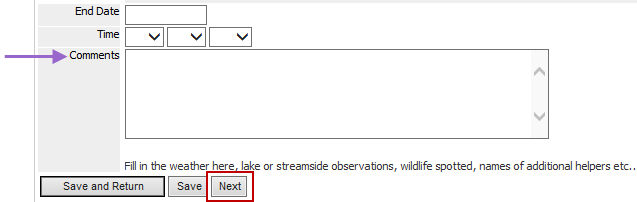 End Date
Time
Comments
Fill in the weather here, lake or streamside observations, wildlife spotted, names of additional helpers etc..
Save and Return Save Next